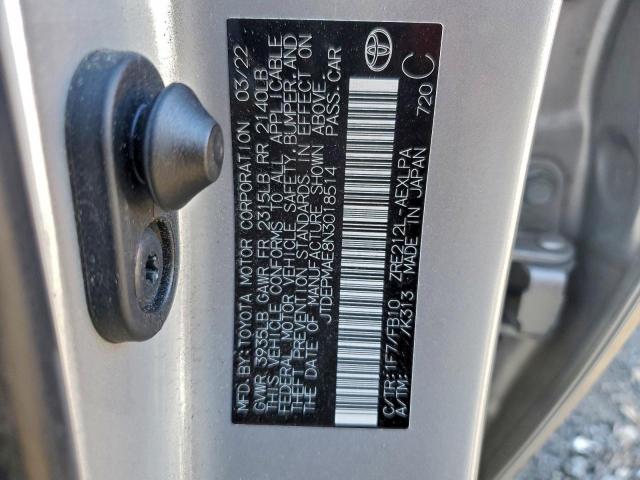 MFD. BY: TOYOTA MOTOR CORPORATION 03/22
GVWR 3935LB GAWR FR 2315LB RR 2140LB
THIS VEHICLE CONFORMS TO ALL APPLICABLE
FEDERAL MOTOR VEHICLE SAFETY, BUMPER, AND
THEFT PREVENTION STANDARDS IN EFFECT ON
THE DATE OF MANUFACTURE SHOWN ABOVE.
JTDEPMAE8N3018514 PASS. CAR
C/TR: 1F7/FB10 ZRE212L-AEXLPA 720 C
A/TM: /K313 MADE IN JAPAN